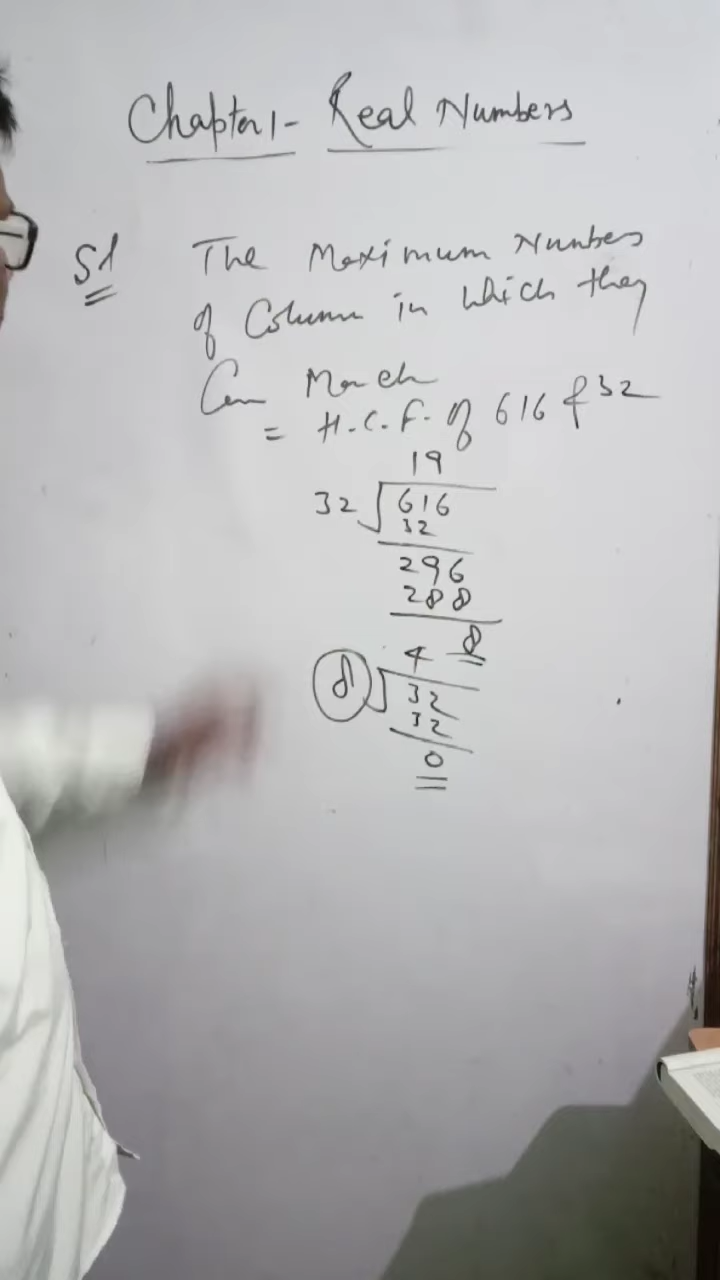 Chapter 1- Real Numbers
Sol The Maximum Number
of Column in which they
Can March
= H.C.F. of 616 & 32
19
32 616
32
296
288
8
4
8 32
32
0